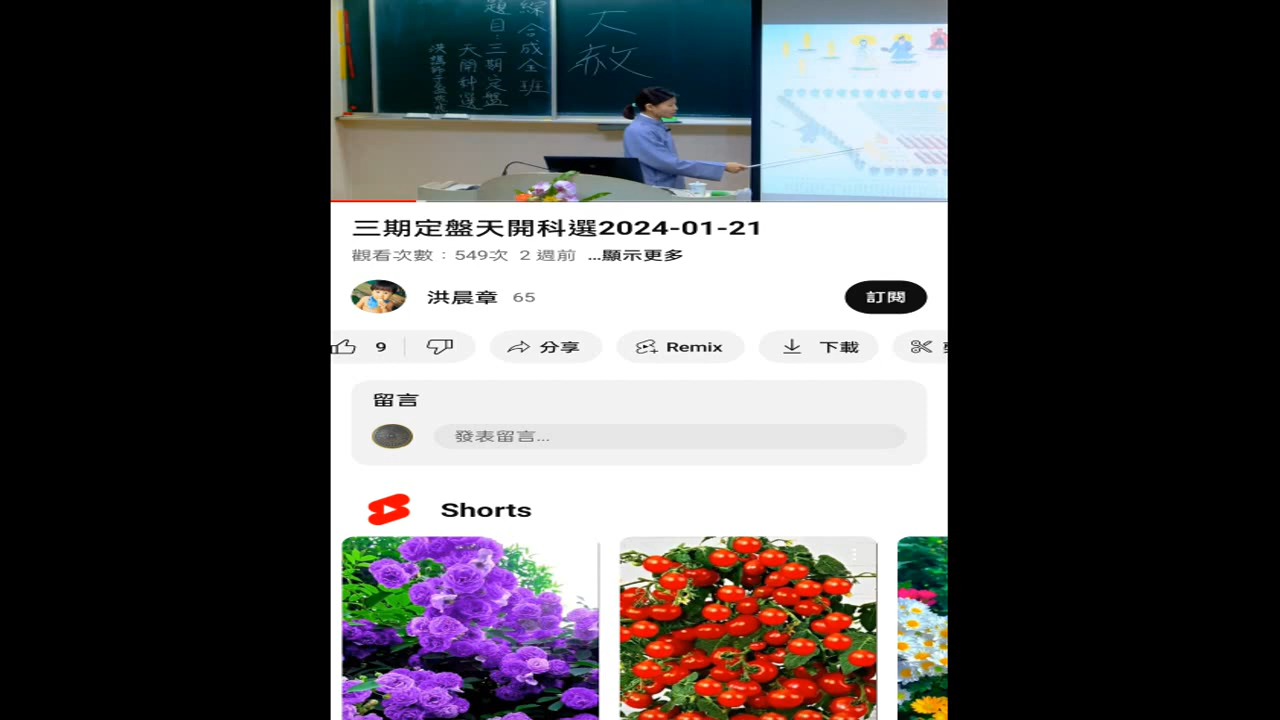 天赦
綜合成全班
題目:三期定盤
天開科選
三期定盤天開科選2024-01-21
觀看次數:549次 2 週前 ...顯示更多
洪晨章 65
訂閱
9
分享
Remix
下載
留言
發表留言...
Shorts